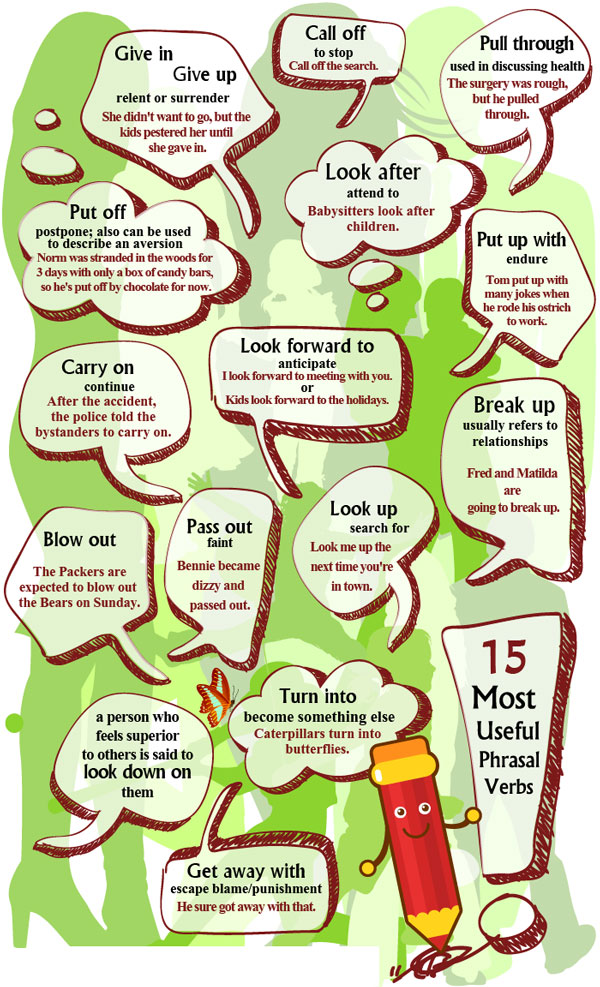 Give in
Give up
relent or surrender
She didn't want to go, but the
kids pestered her until
she gave in.
Call off
to stop
Call off the search.
Pull through
used in discussing health
The surgery was rough,
but he pulled
through.
Look after
attend to
Babysitters look after
children.
Put off
postpone; also can be used
to describe an aversion
Norm was stranded in the woods for
3 days with only a box of candy bars,
so he's put off by chocolate for now.
Put up with
endure
Tom put up with
many jokes when
he rode his ostrich
to work.
Carry on
continue
After the accident,
the police told the
bystanders to carry on.
Look forward to
anticipate
I look forward to meeting with you.
or
Kids look forward to the holidays.
Break up
usually refers to
relationships
Fred and Matilda
are
going to break up.
Blow out
The Packers are
expected to blow out
the Bears on Sunday.
Pass out
faint
Bennie became
dizzy and
passed out.
Look up
search for
Look me up the
next time you're
in town.
a person who
feels superior
to others is said to
look down on
them
Turn into
become something else
Caterpillars turn into
butterflies.
15
Most
Useful
Phrasal
Verbs
Get away with
escape blame/punishment
He sure got away with that.